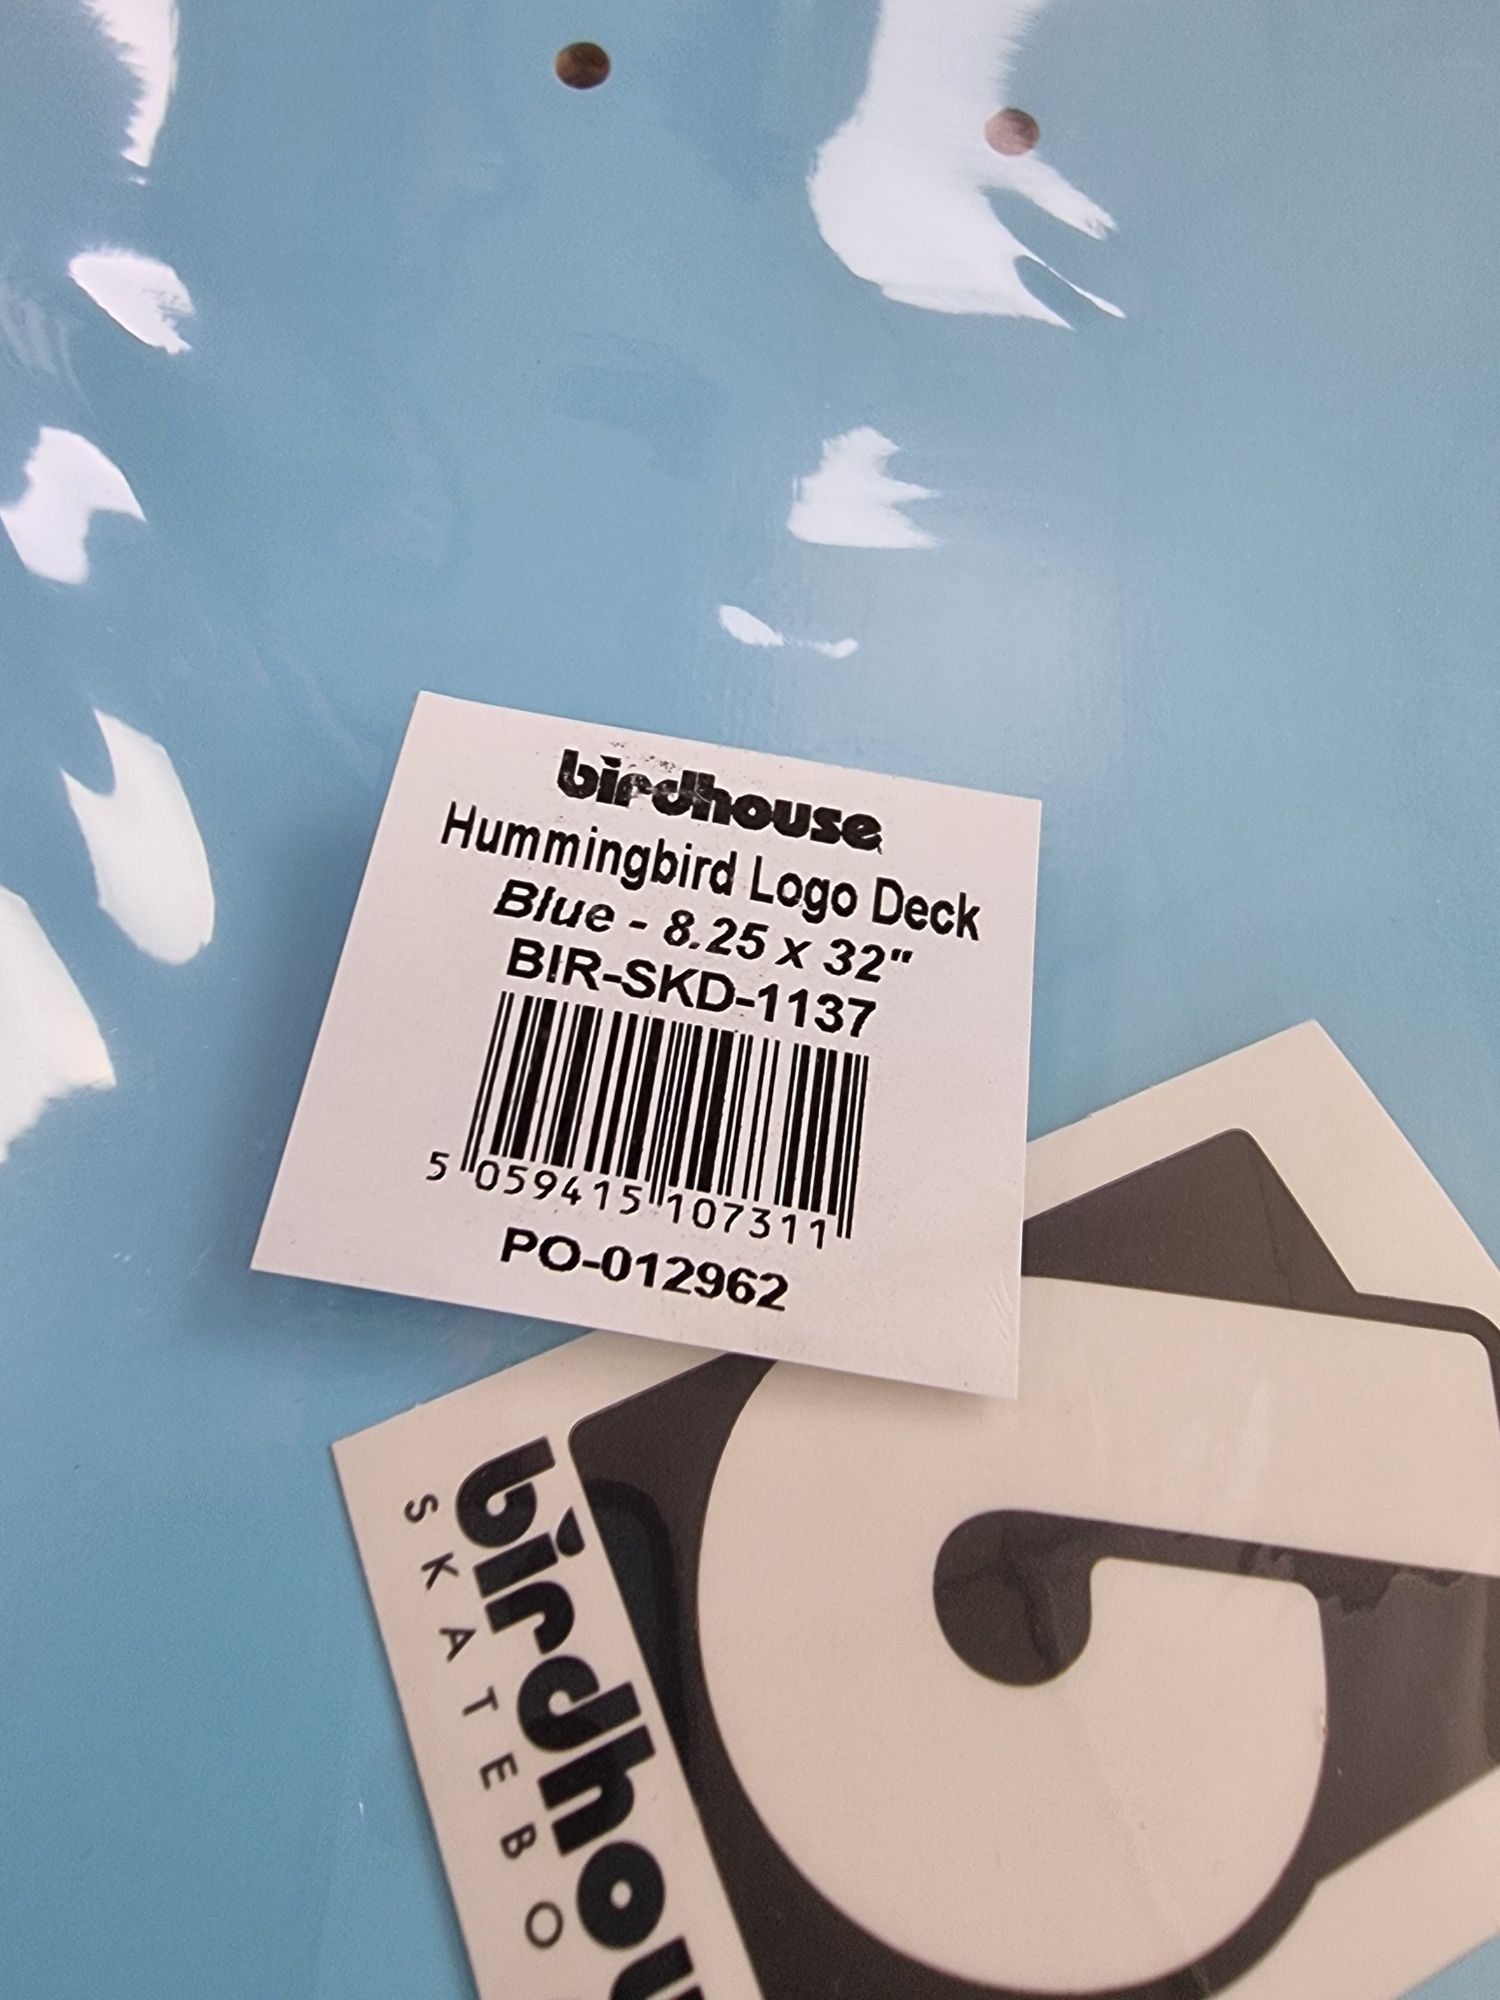 birdhouse
Hummingbird Logo Deck
Blue - 8.25 x 32"
BIR-SKD-1137
5 059415 107311
PO-012962
birdhou
SKATEBO